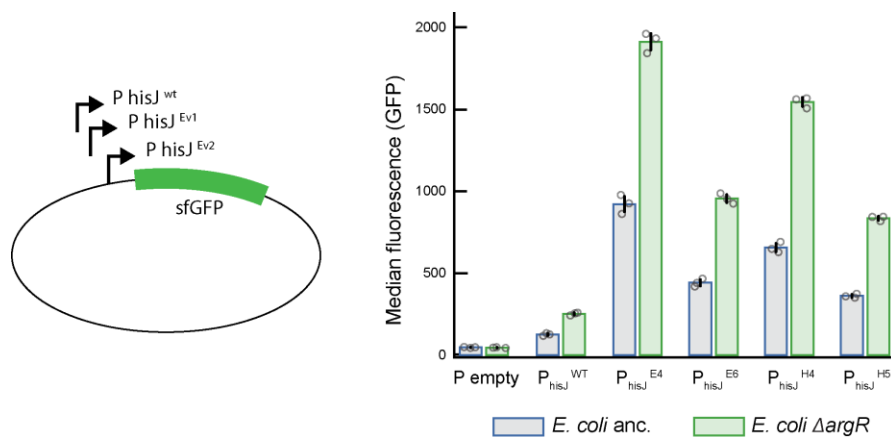 P hisJ wt
P hisJ Ev1
P hisJ Ev2
sfGFP
Median fluorescence (GFP)
2000
1500
1000
500
0
P empty
P hisJ WT
P hisJ E4
P hisJ E6
P hisJ H4
P hisJ H5
E. coli anc.
E. coli ΔargR